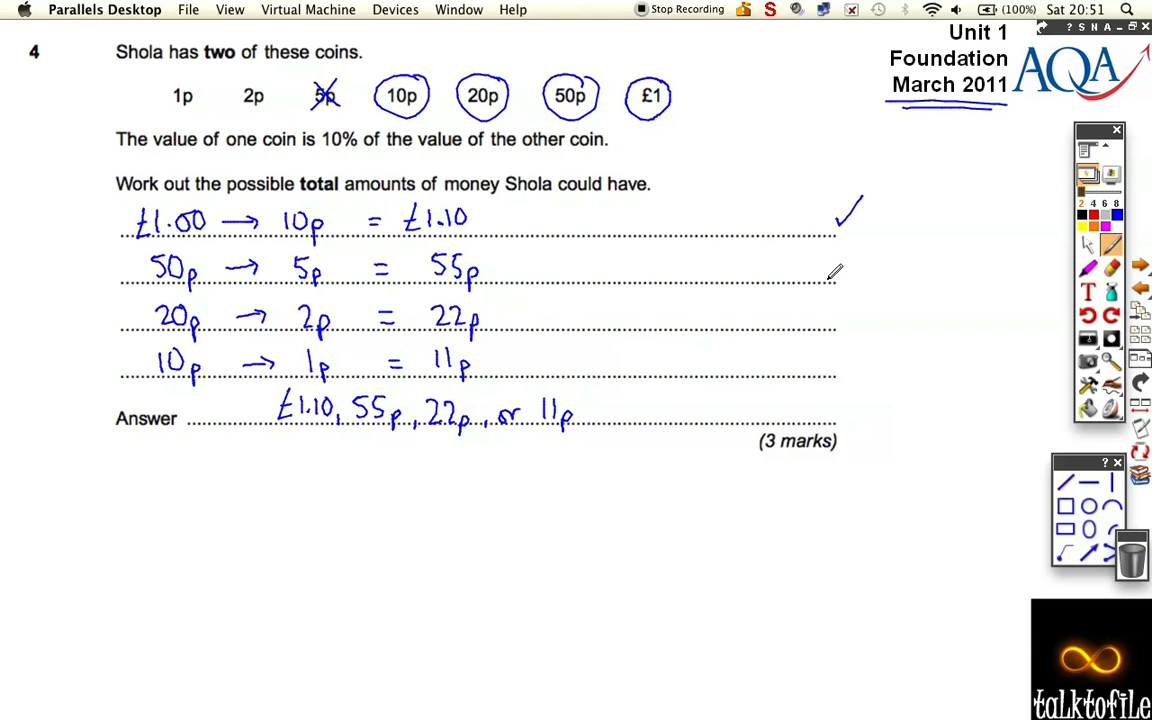 Parallels Desktop File View Virtual Machine Devices Window Help Stop Recording S (100%) Sat 20:51
? S N A
Unit 1
Foundation
March 2011
AQA
4 Shola has two of these coins.
1p 2p 5p 10p 20p 50p £1
The value of one coin is 10% of the value of the other coin.
Work out the possible total amounts of money Shola could have.
£1.00 → 10p = £1.10 ✓
50p → 5p = 55p
20p → 2p = 22p
10p → 1p = 11p
Answer £1.10, 55p, 22p, or 11p
(3 marks)
2 4 6 8
T
?
talktofile